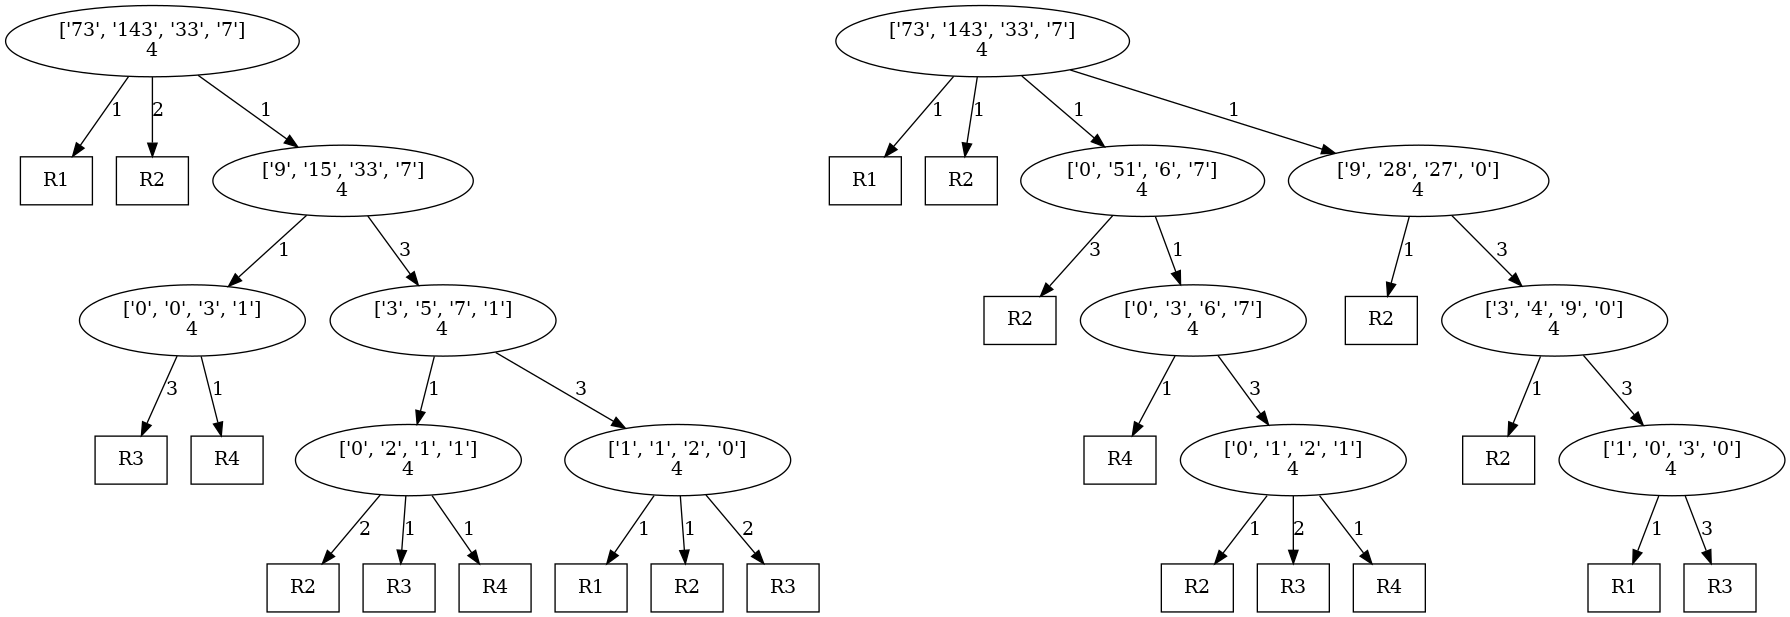 ['73', '143', '33', '7']
4
['73', '143', '33', '7']
4
1
2
1
1
1
1
1
R1
R2
['9', '15', '33', '7']
4
R1
R2
['0', '51', '6', '7']
4
['9', '28', '27', '0']
4
1
3
3
1
1
3
['0', '0', '3', '1']
4
['3', '5', '7', '1']
4
R2
['0', '3', '6', '7']
4
R2
['3', '4', '9', '0']
4
3
1
1
3
1
3
1
3
R3
R4
['0', '2', '1', '1']
4
['1', '1', '2', '0']
4
R4
['0', '1', '2', '1']
4
R2
['1', '0', '3', '0']
4
2
1
1
1
1
2
1
2
1
1
3
R2
R3
R4
R1
R2
R3
R2
R3
R4
R1
R3